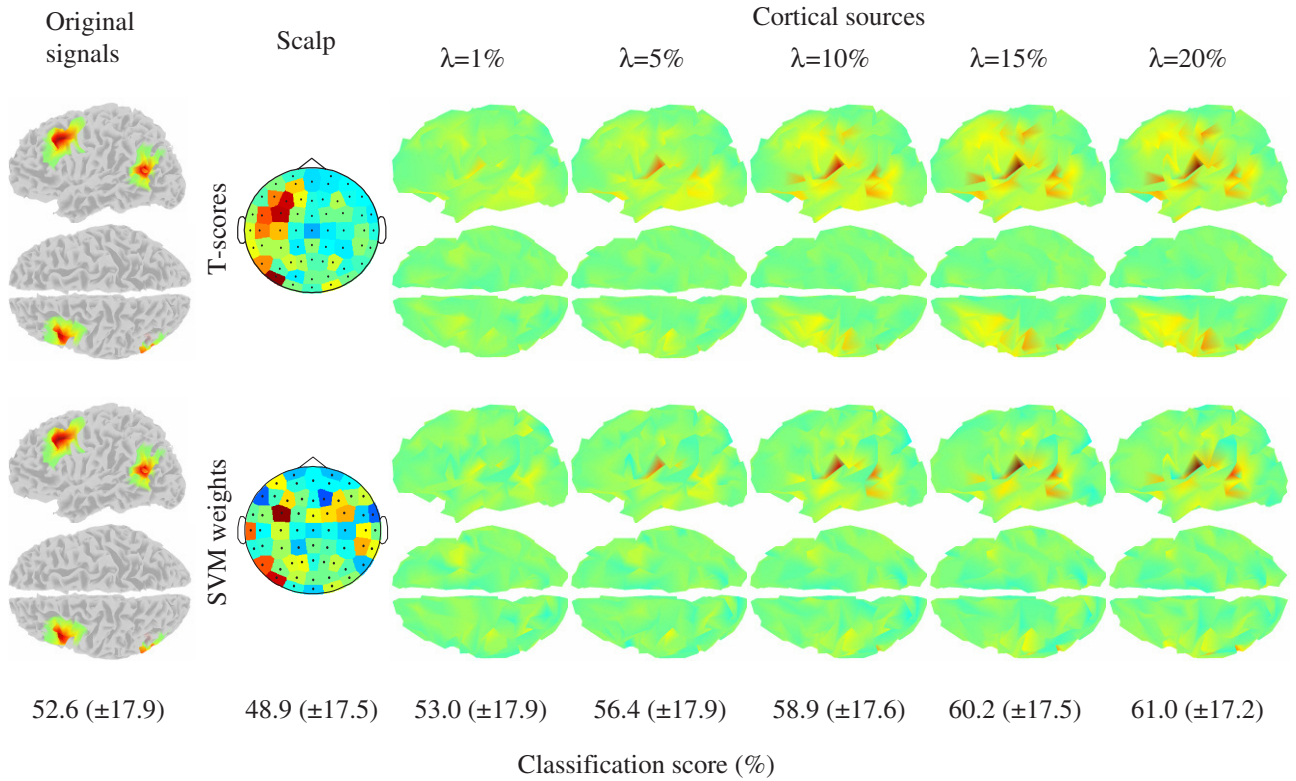 Original
signals
Scalp
Cortical sources
λ=1%
λ=5%
λ=10%
λ=15%
λ=20%
T-scores
SVM weights
52.6 (±17.9)
48.9 (±17.5)
53.0 (±17.9)
56.4 (±17.9)
58.9 (±17.6)
60.2 (±17.5)
61.0 (±17.2)
Classification score (%)